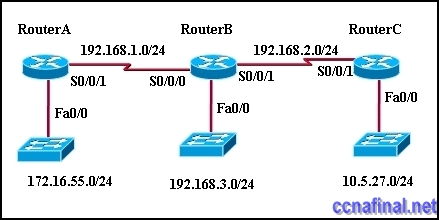 RouterA
RouterB
RouterC
192.168.1.0/24
192.168.2.0/24
S0/0/1
S0/0/0
S0/0/1
S0/0/1
Fa0/0
Fa0/0
Fa0/0
172.16.55.0/24
192.168.3.0/24
10.5.27.0/24
ccnafinal.net